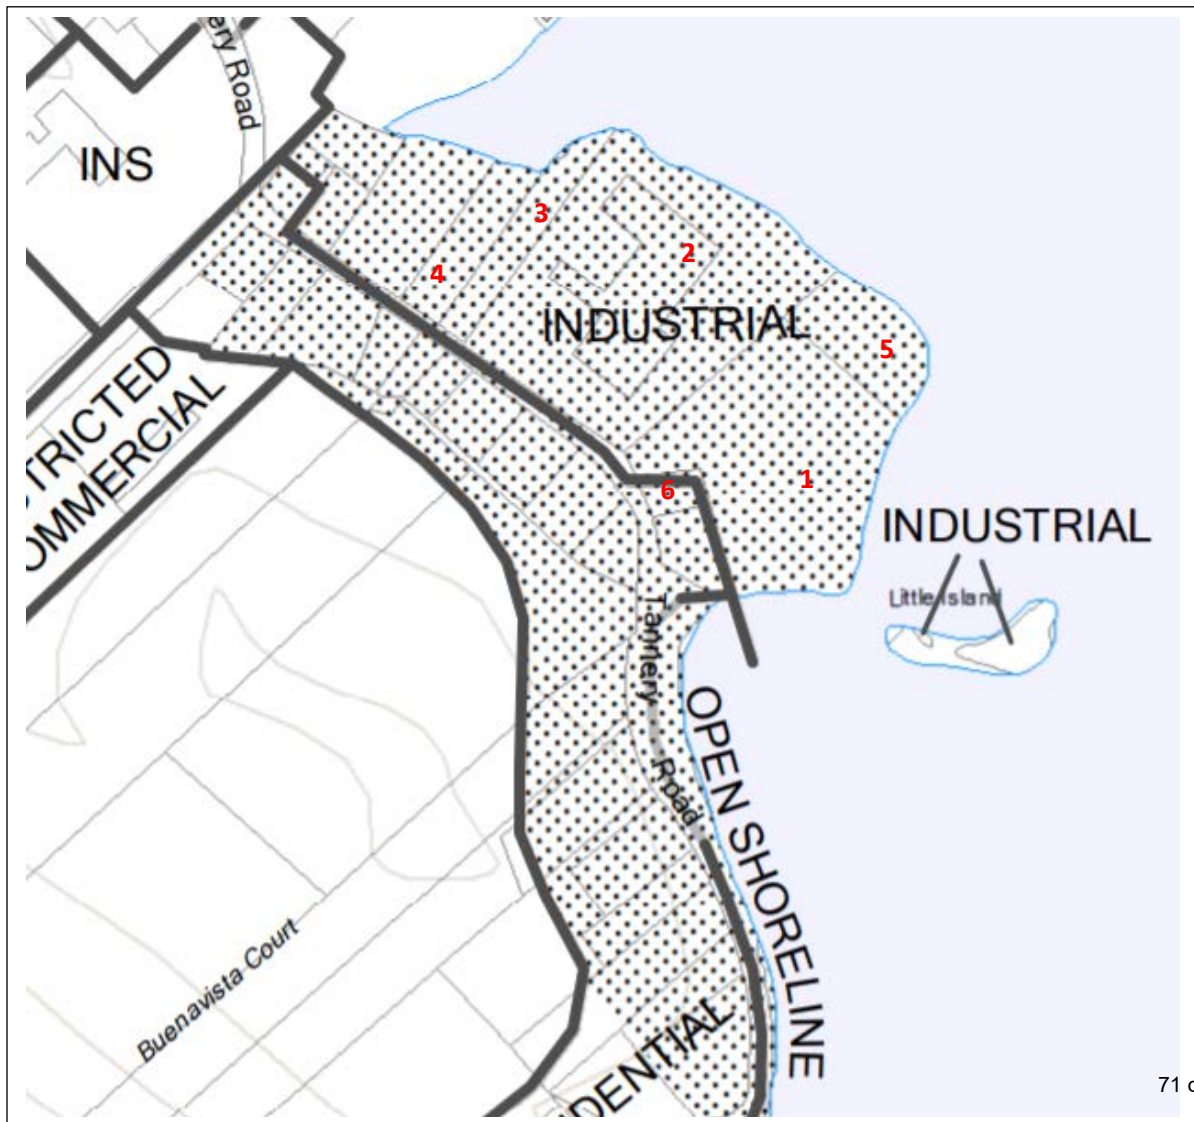 ery Road
INS
3
2
4
INDUSTRIAL
5
TRICTED
OMMERCIAL
1
6
INDUSTRIAL
Little Island
Tannery
Road
OPEN SHORELINE
Buenavista Court
DENTIAL
71 o